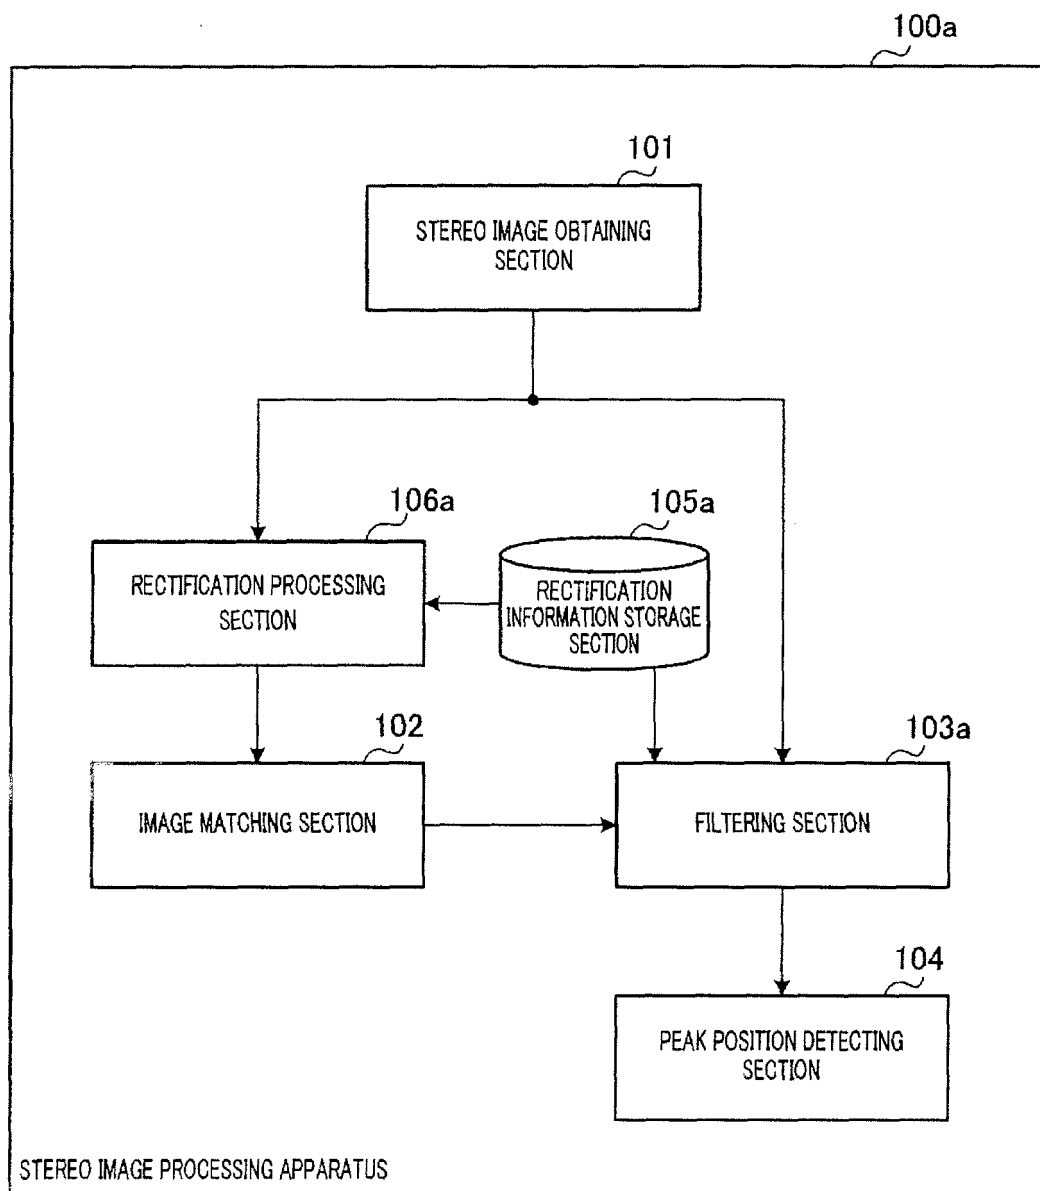 100a
101
STEREO IMAGE OBTAINING
SECTION
106a
RECTIFICATION PROCESSING
SECTION
105a
RECTIFICATION
INFORMATION STORAGE
SECTION
102
IMAGE MATCHING SECTION
103a
FILTERING SECTION
104
PEAK POSITION DETECTING
SECTION
STEREO IMAGE PROCESSING APPARATUS